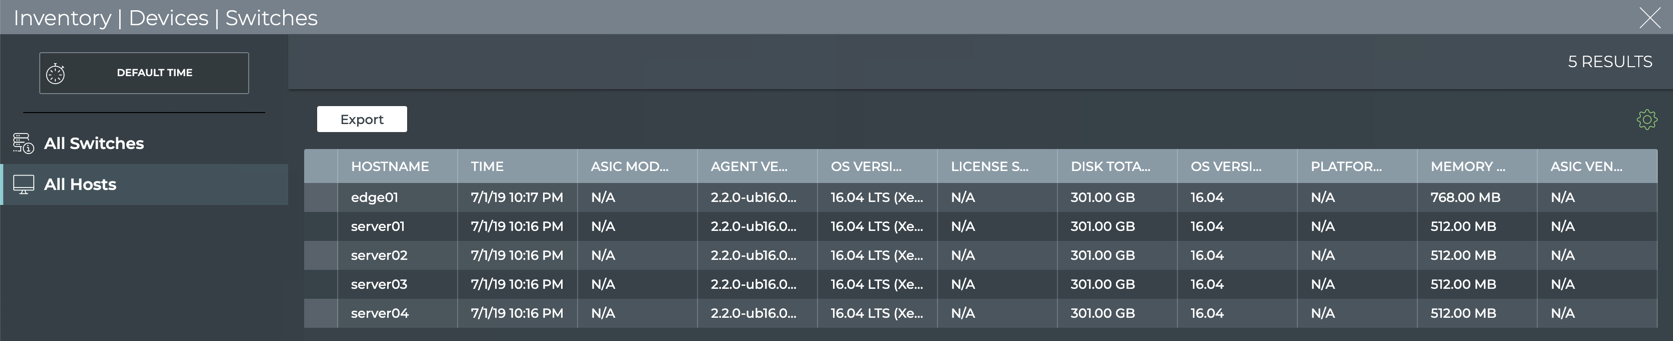 Inventory | Devices | Switches
DEFAULT TIME
5 RESULTS
All Switches
All Hosts
Export
HOSTNAME TIME ASIC MOD... AGENT VE... OS VERSI... LICENSE S... DISK TOTA... OS VERSI... PLATFOR... MEMORY ... ASIC VEN...
edge01 7/1/19 10:17 PM N/A 2.2.0-ub16.0... 16.04 LTS (Xe... N/A 301.00 GB 16.04 N/A 768.00 MB N/A
server01 7/1/19 10:16 PM N/A 2.2.0-ub16.0... 16.04 LTS (Xe... N/A 301.00 GB 16.04 N/A 512.00 MB N/A
server02 7/1/19 10:16 PM N/A 2.2.0-ub16.0... 16.04 LTS (Xe... N/A 301.00 GB 16.04 N/A 512.00 MB N/A
server03 7/1/19 10:16 PM N/A 2.2.0-ub16.0... 16.04 LTS (Xe... N/A 301.00 GB 16.04 N/A 512.00 MB N/A
server04 7/1/19 10:16 PM N/A 2.2.0-ub16.0... 16.04 LTS (Xe... N/A 301.00 GB 16.04 N/A 512.00 MB N/A